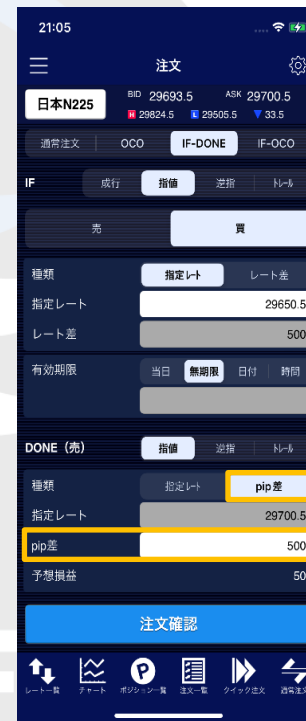 21:05
注文
日本N225 BID 29693.5 ASK 29700.5
H 29824.5 L 29505.5 ▼ 33.5
通常注文 OCO IF-DONE IF-OCO
IF 成行 指値 逆指 トレール
売 買
種類 指定レート レート差
指定レート 29650.5
レート差 500
有効期限 当日 無期限 日付 時間
DONE（売） 指値 逆指 トレール
種類 指定レート pip差
指定レート 29700.5
pip差 500
予想損益 50
注文確認
レート一覧 チャート ポジション一覧 注文一覧 クイック注文 通常注文